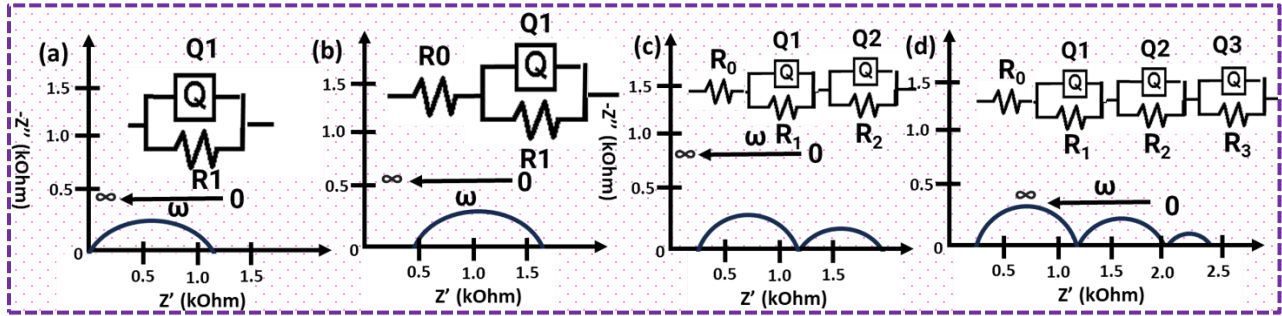 (a)
Q1
Q
R1
-Z'' (kOhm)
1.5
1.0
0.5
0
∞
0
ω
0.5
1.0
1.5
Z' (kOhm)
(b)
Q1
R0
Q
R1
1.5
1.0
0.5
0
∞
0
ω
0.5
1.0
1.5
Z' (kOhm)
(c)
Q1
Q2
R₀
Q
Q
R₁
R₂
-Z'' (kOhm)
1.5
1.0
0.5
0
∞
ω
0
0.5
1.0
1.5
Z' (kOhm)
(d)
Q1
Q2
Q3
R₀
Q
Q
Q
R₁
R₂
R₃
1.5
1.0
0.5
0
∞
ω
0
0.5
1.0
1.5
2.0
2.5
Z' (kOhm)